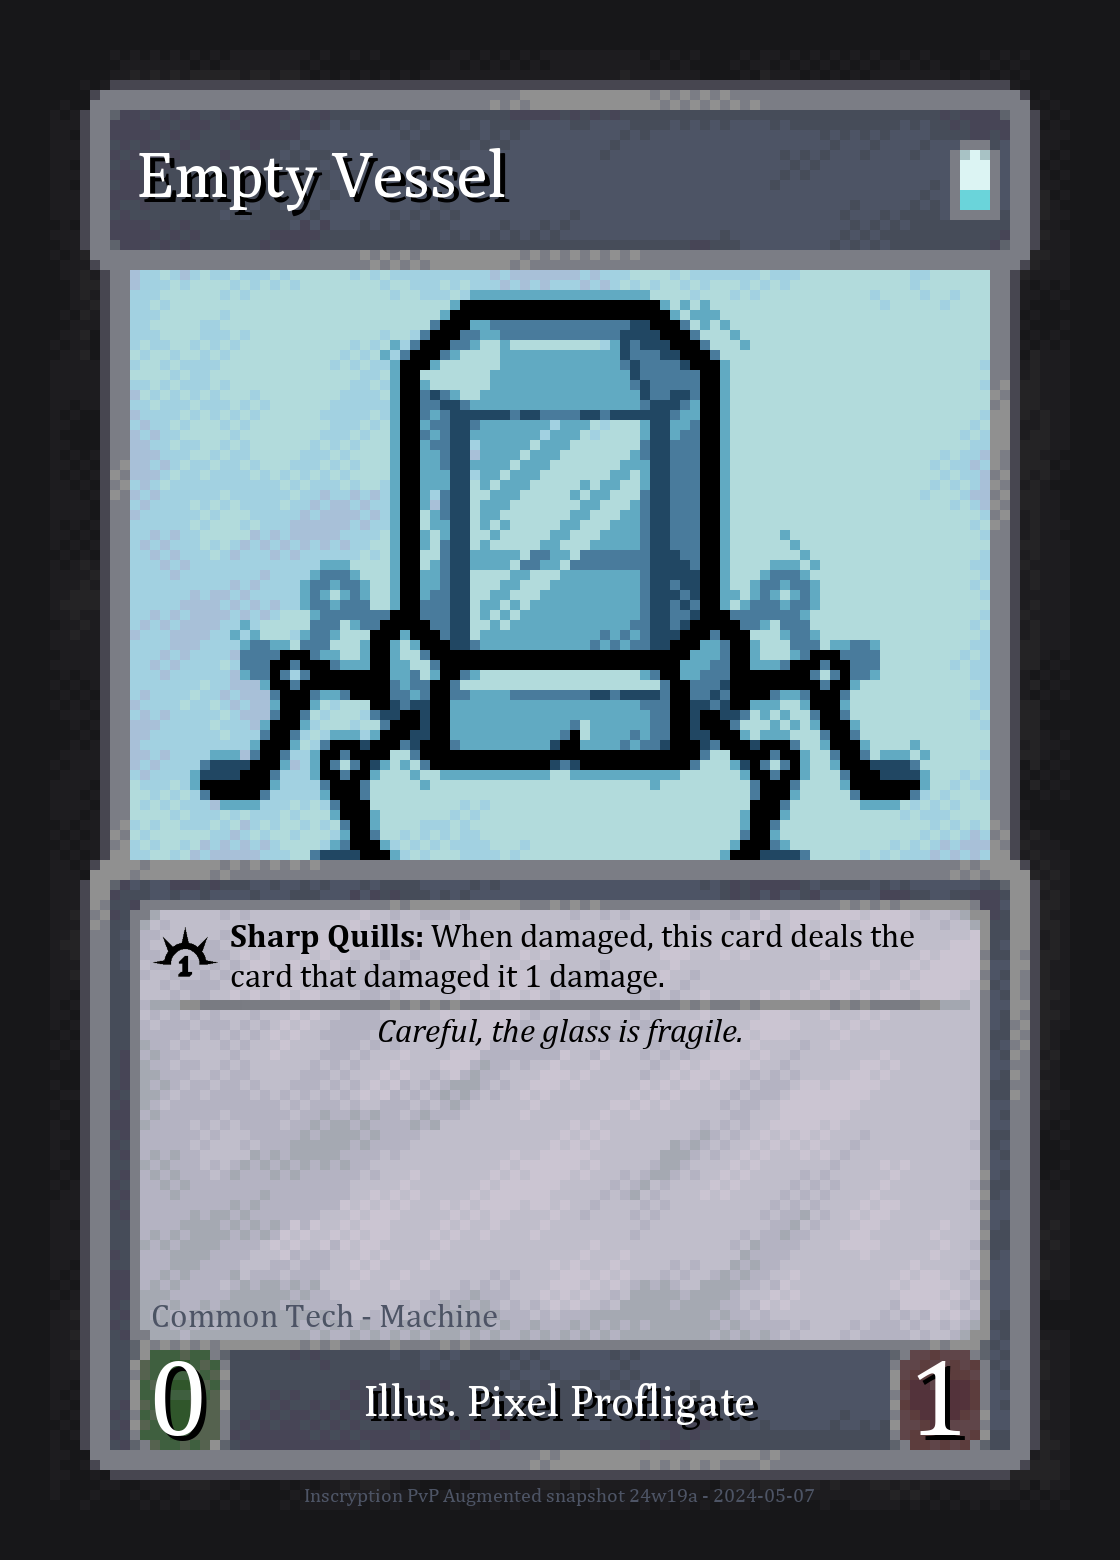 Empty Vessel
1
Sharp Quills: When damaged, this card deals the
card that damaged it 1 damage.
Careful, the glass is fragile.
Common Tech - Machine
0
Illus. Pixel Profligate
1
Inscryption PvP Augmented snapshot 24w19a - 2024-05-07